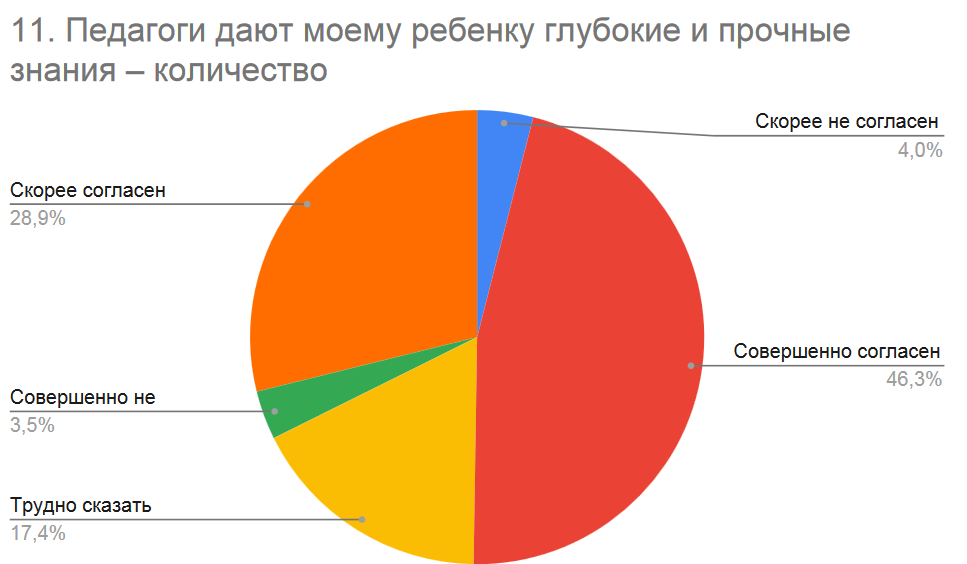 11. Педагоги дают моему ребенку глубокие и прочные
знания – количество
Скорее не согласен
4,0%
Скорее согласен
28,9%
Совершенно согласен
46,3%
Совершенно не
3,5%
Трудно сказать
17,4%